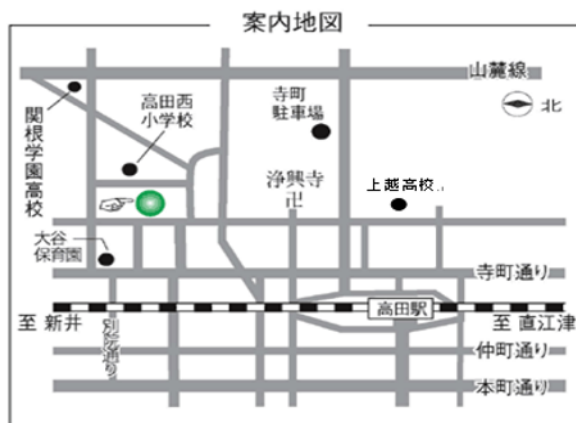 案内地図
山麓線
北
関根学園高校
高田西
小学校
寺町
駐車場
浄興寺
卍
上越高校
大谷
保育園
寺町通り
高田駅
至 新井
至 直江津
別院通り
仲町通り
本町通り